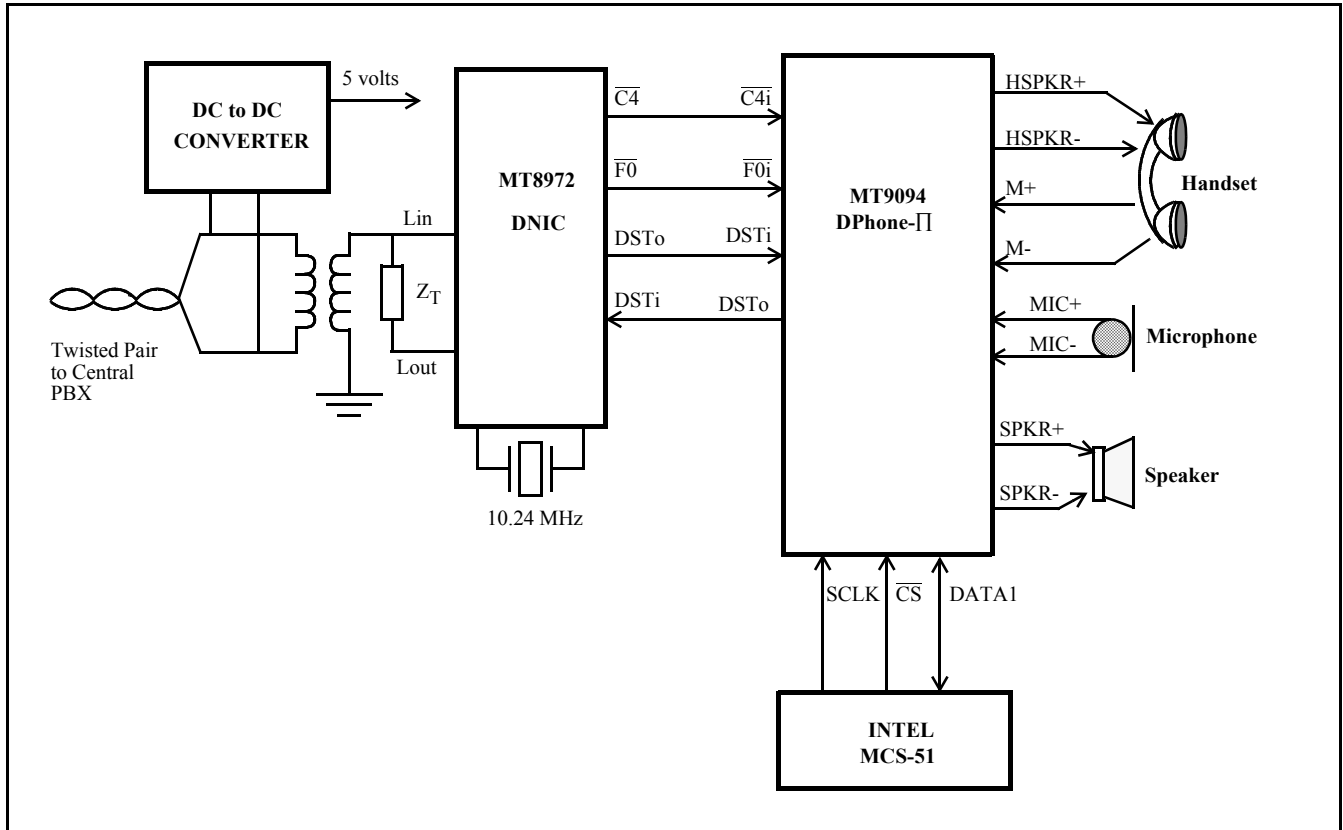 5 volts
DC to DC
CONVERTER
MT8972
DNIC
C4
C4i
F0
F0i
DSTo
DSTi
DSTi
DSTo
MT9094
DPhone-∏
HSPKR+
HSPKR-
M+
M-
Handset
MIC+
MIC-
Microphone
SPKR+
SPKR-
Speaker
Lin
ZT
Lout
Twisted Pair
to Central
PBX
10.24 MHz
SCLK
CS
DATA1
INTEL
MCS-51